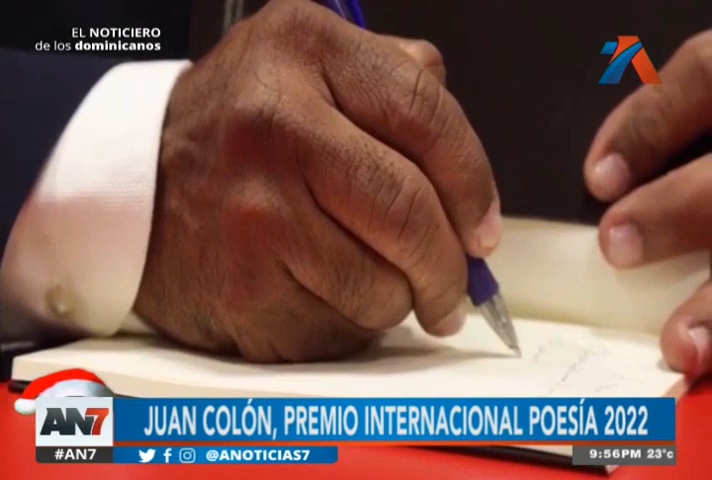 EL NOTICIERO
de los dominicanos
AN7
JUAN COLÓN, PREMIO INTERNACIONAL POESÍA 2022
#AN7
@ANOTICIAS7
9:56PM 23°C